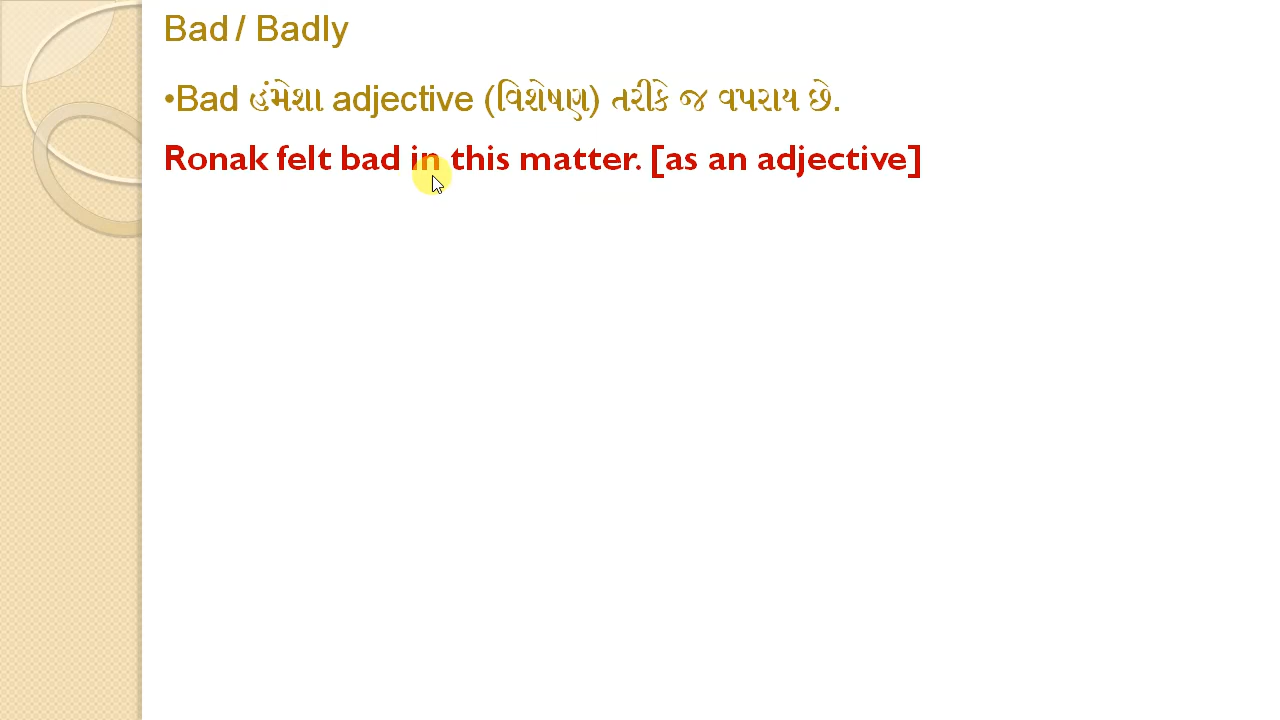 Bad / Badly
•Bad હંમેશા adjective (વિશેષણ) તરીકે જ વપરાય છે.
Ronak felt bad in this matter. [as an adjective]